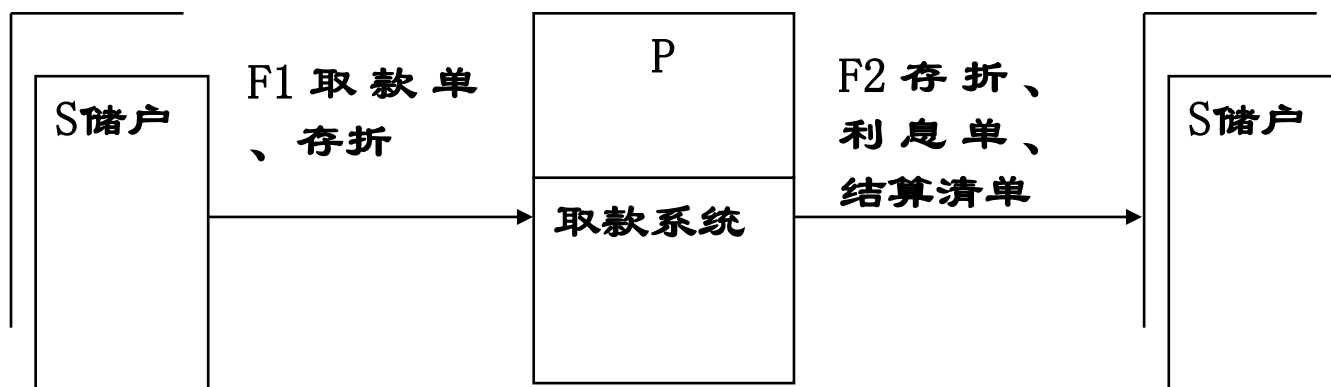 S储户
F1 取 款 单
、存折
P
取款系统
F2 存 折 、
利 息 单、
结算清单
S储户